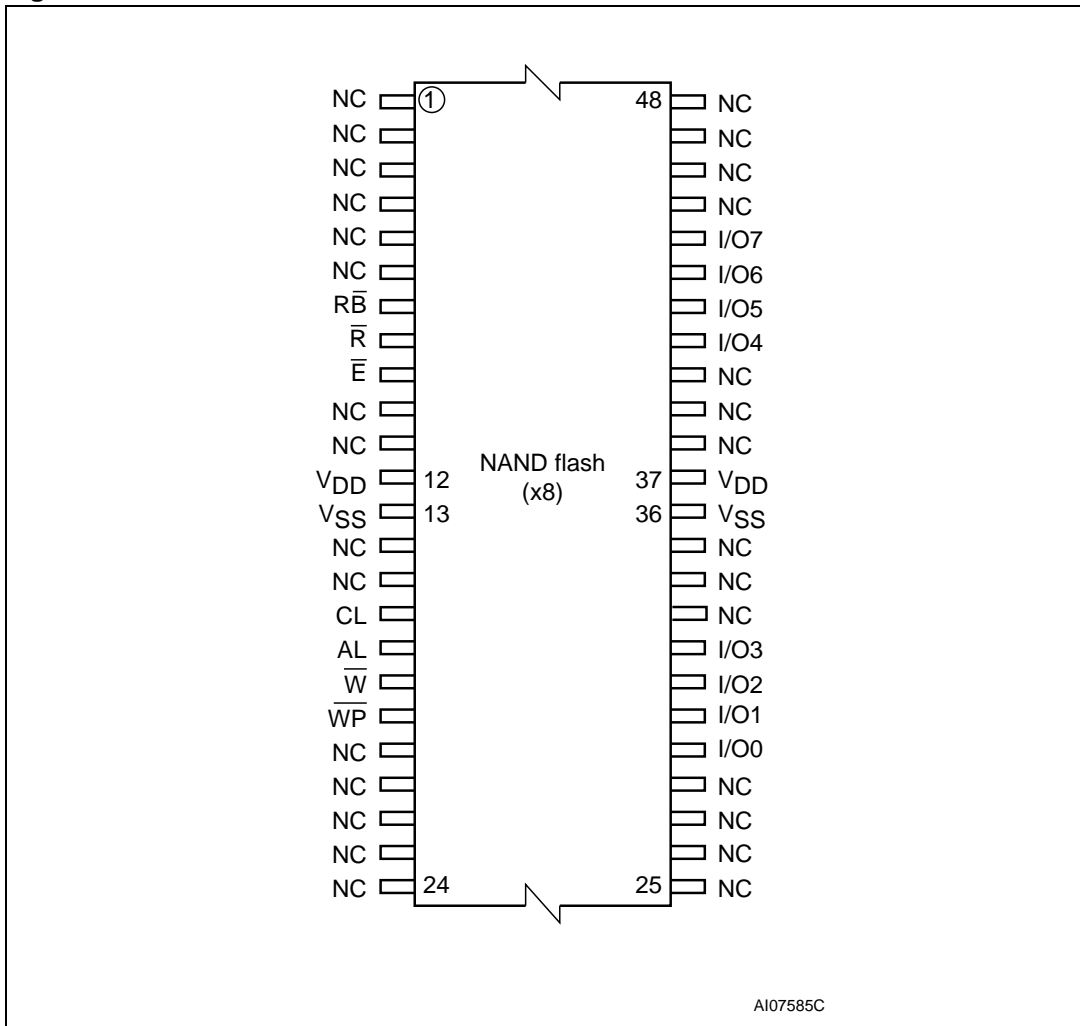 NC 1 48 NC
NC NC
NC NC
NC NC
NC I/O7
NC I/O6
RB̅ I/O5
R̅ I/O4
E̅ NC
NC NC
NC NC
NAND flash
(x8)
VDD 12 37 VDD
VSS 13 36 VSS
NC NC
NC NC
CL NC
AL I/O3
W̅ I/O2
W̅P̅ I/O1
NC I/O0
NC NC
NC NC
NC NC
NC 24 25 NC
AI07585C